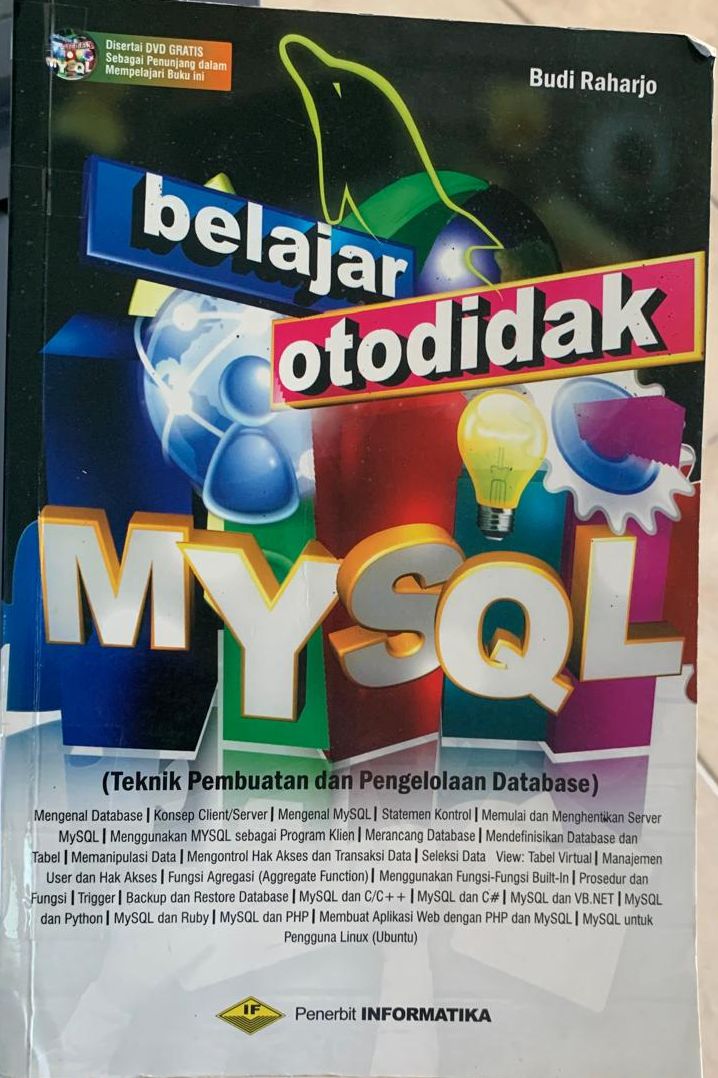 Disertai DVD GRATIS
Sebagai Penunjang dalam
Mempelajari Buku ini
MYSQL
Budi Raharjo
belajar
otodidak
MYSQL
(Teknik Pembuatan dan Pengelolaan Database)
Mengenal Database | Konsep Client/Server | Mengenal MySQL | Statemen Kontrol | Memulai dan Menghentikan Server
MySQL | Menggunakan MYSQL sebagai Program Klien | Merancang Database | Mendefinisikan Database dan
Tabel | Memanipulasi Data | Mengontrol Hak Akses dan Transaksi Data | Seleksi Data View: Tabel Virtual | Manajemen
User dan Hak Akses | Fungsi Agregasi (Aggregate Function) | Menggunakan Fungsi-Fungsi Built-In | Prosedur dan
Fungsi | Trigger | Backup dan Restore Database | MySQL dan C/C++ | MySQL dan C# | MySQL dan VB.NET | MySQL
dan Python | MySQL dan Ruby | MySQL dan PHP | Membuat Aplikasi Web dengan PHP dan MySQL | MySQL untuk
Pengguna Linux (Ubuntu)
IF
Penerbit INFORMATIKA